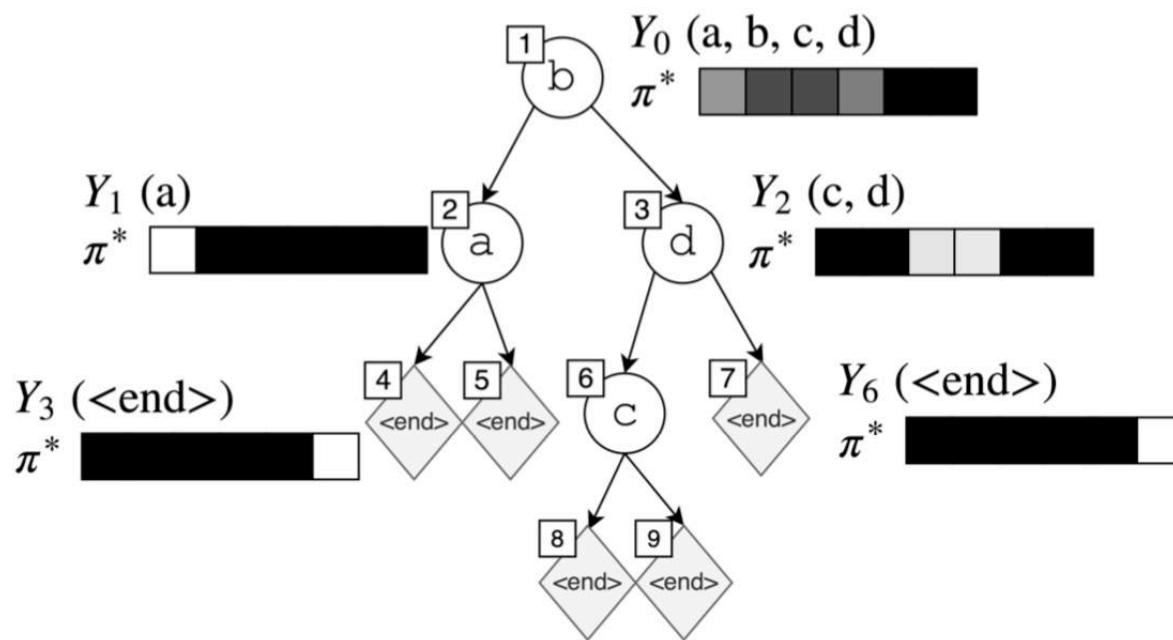 1
b
Y₀ (a, b, c, d)
π*
Y₁ (a)
π*
2
a
3
d
Y₂ (c, d)
π*
Y₃ (<end>)
π*
4
<end>
5
<end>
6
c
7
<end>
Y₆ (<end>)
π*
8
<end>
9
<end>